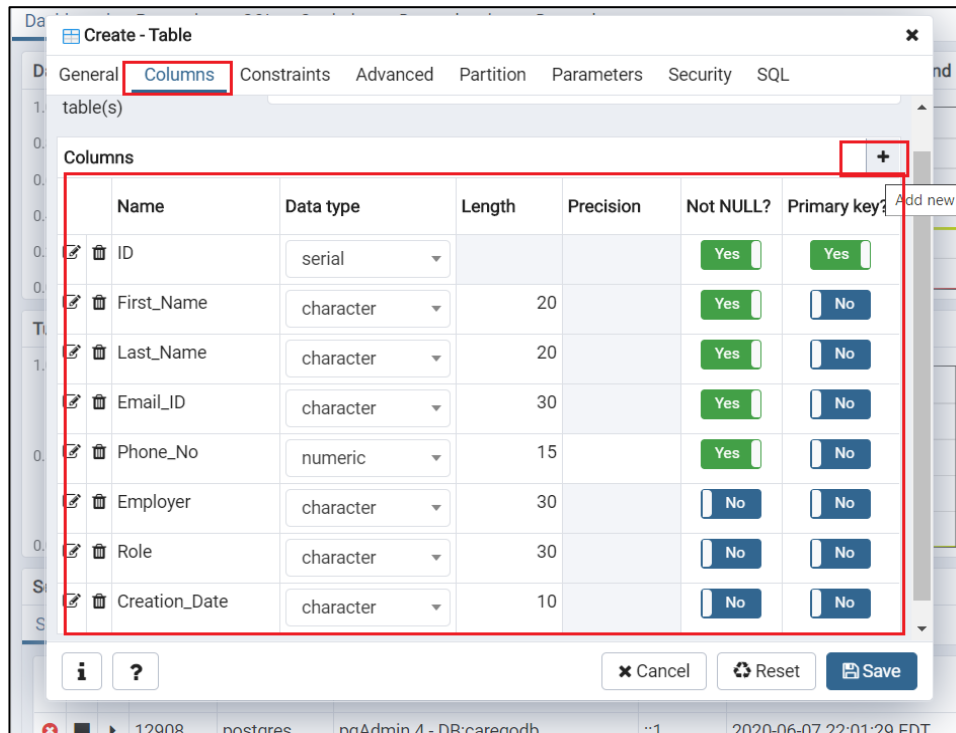 Create - Table
General Columns Constraints Advanced Partition Parameters Security SQL
table(s)
Columns
Add new
Name Data type Length Precision Not NULL? Primary key?
ID serial Yes Yes
First_Name character 20 Yes No
Last_Name character 20 Yes No
Email_ID character 30 Yes No
Phone_No numeric 15 Yes No
Employer character 30 No No
Role character 30 No No
Creation_Date character 10 No No
i ? Cancel Reset Save
12908 postgres pgAdmin 4 - DB:caregodb ::1 2020-06-07 22:01:29 EDT